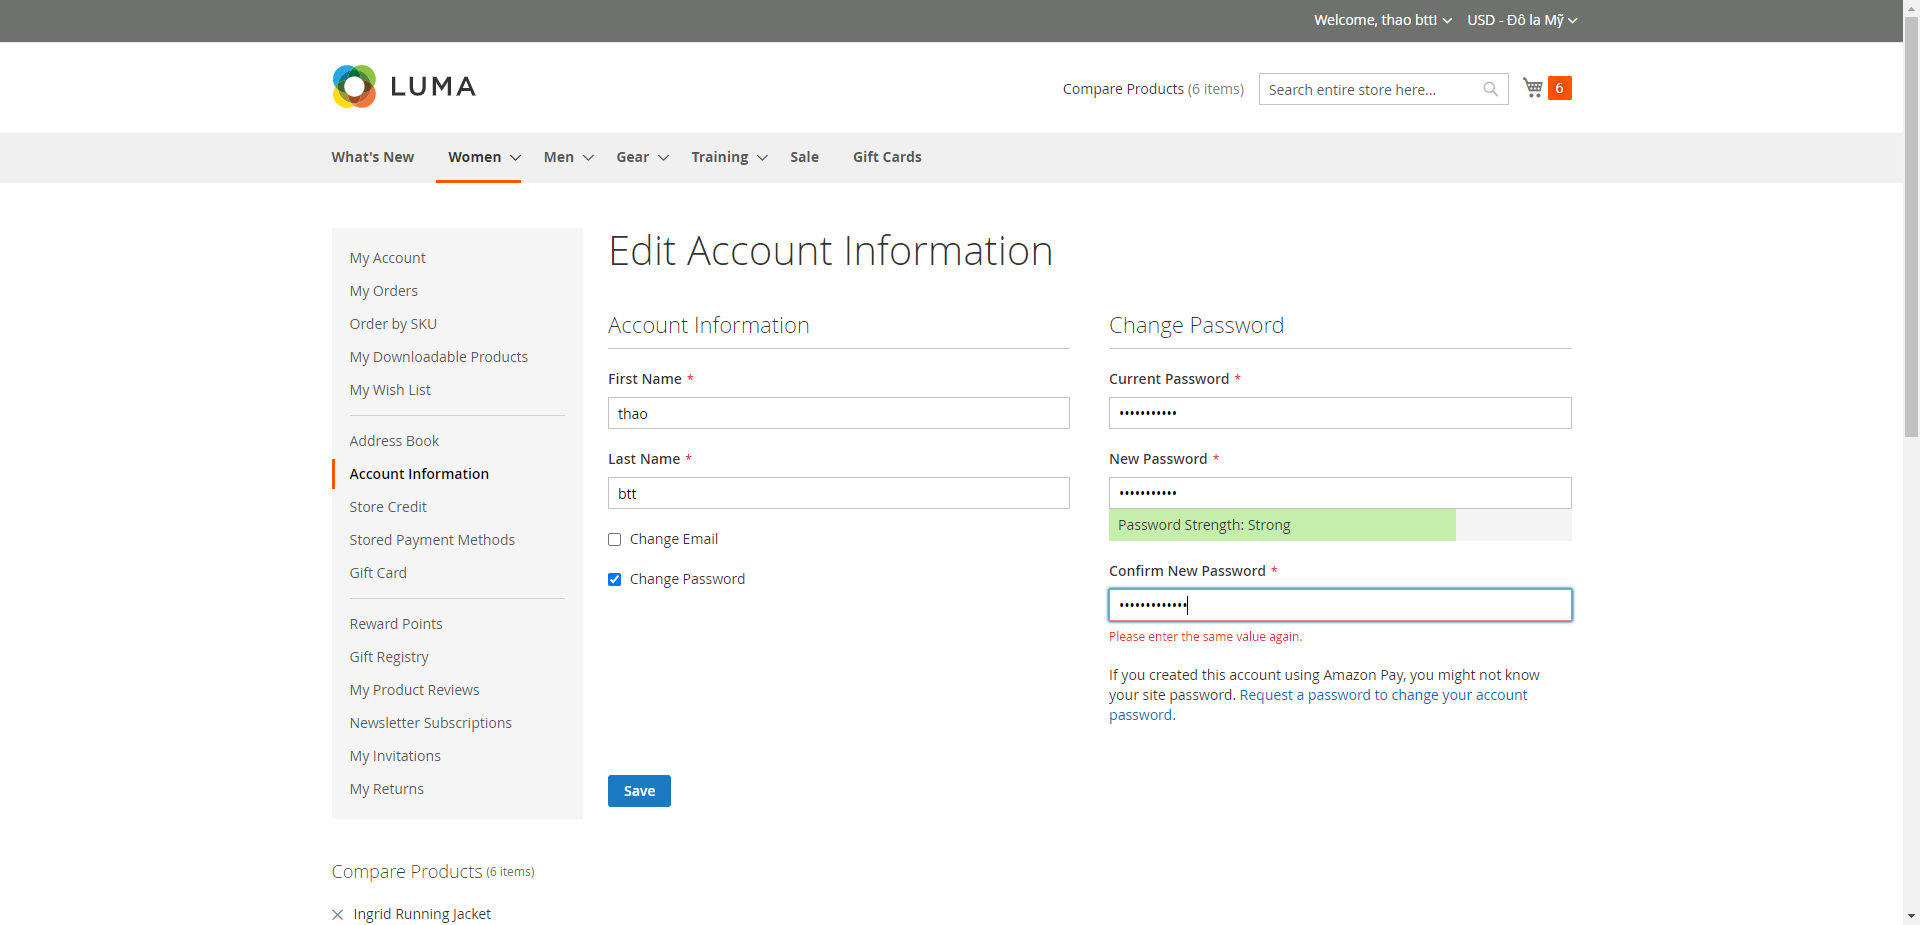 Welcome, thao btt! USD - Đô la Mỹ
LUMA
Compare Products (6 items) Search entire store here... 6
What's New Women Men Gear Training Sale Gift Cards
My Account
My Orders
Order by SKU
My Downloadable Products
My Wish List
Address Book
Account Information
Store Credit
Stored Payment Methods
Gift Card
Reward Points
Gift Registry
My Product Reviews
Newsletter Subscriptions
My Invitations
My Returns
Edit Account Information
Account Information
First Name *
thao
Last Name *
btt
Change Email
Change Password
Change Password
Current Password *
•••••••••••
New Password *
•••••••••••
Password Strength: Strong
Confirm New Password *
•••••••••••••
Please enter the same value again.
If you created this account using Amazon Pay, you might not know
your site password. Request a password to change your account
password.
Save
Compare Products (6 items)
Ingrid Running Jacket